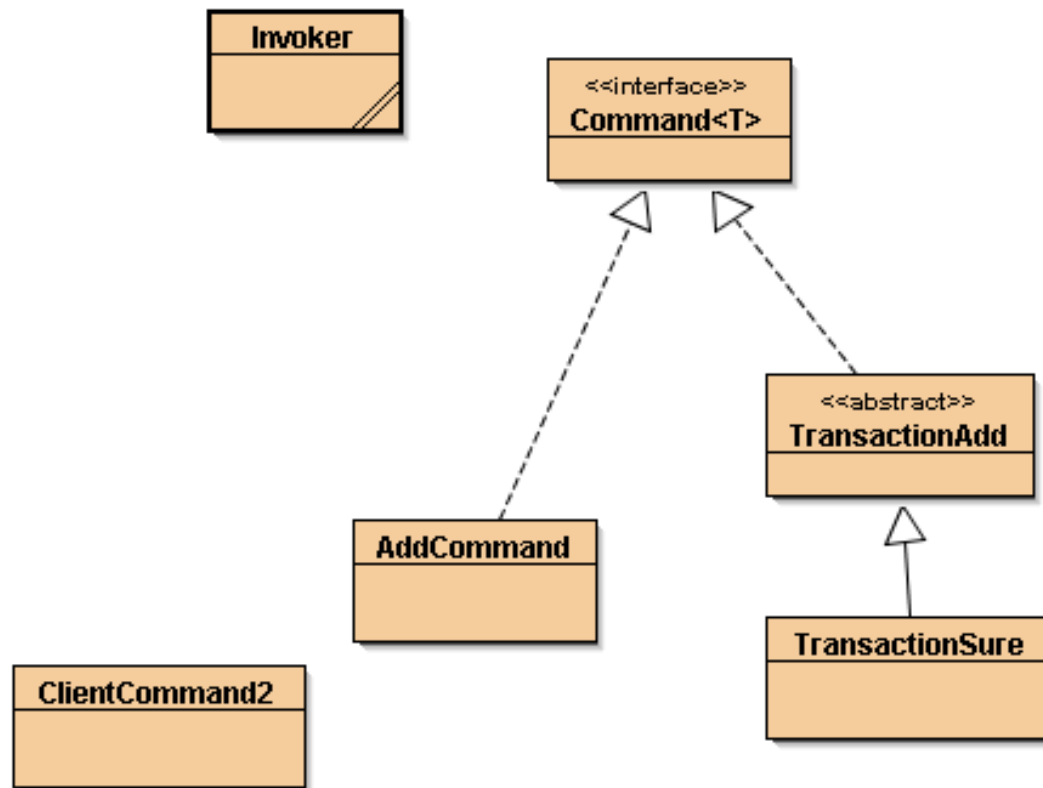 Invoker
<<interface>>
Command<T>
<<abstract>>
TransactionAdd
AddCommand
TransactionSure
ClientCommand2